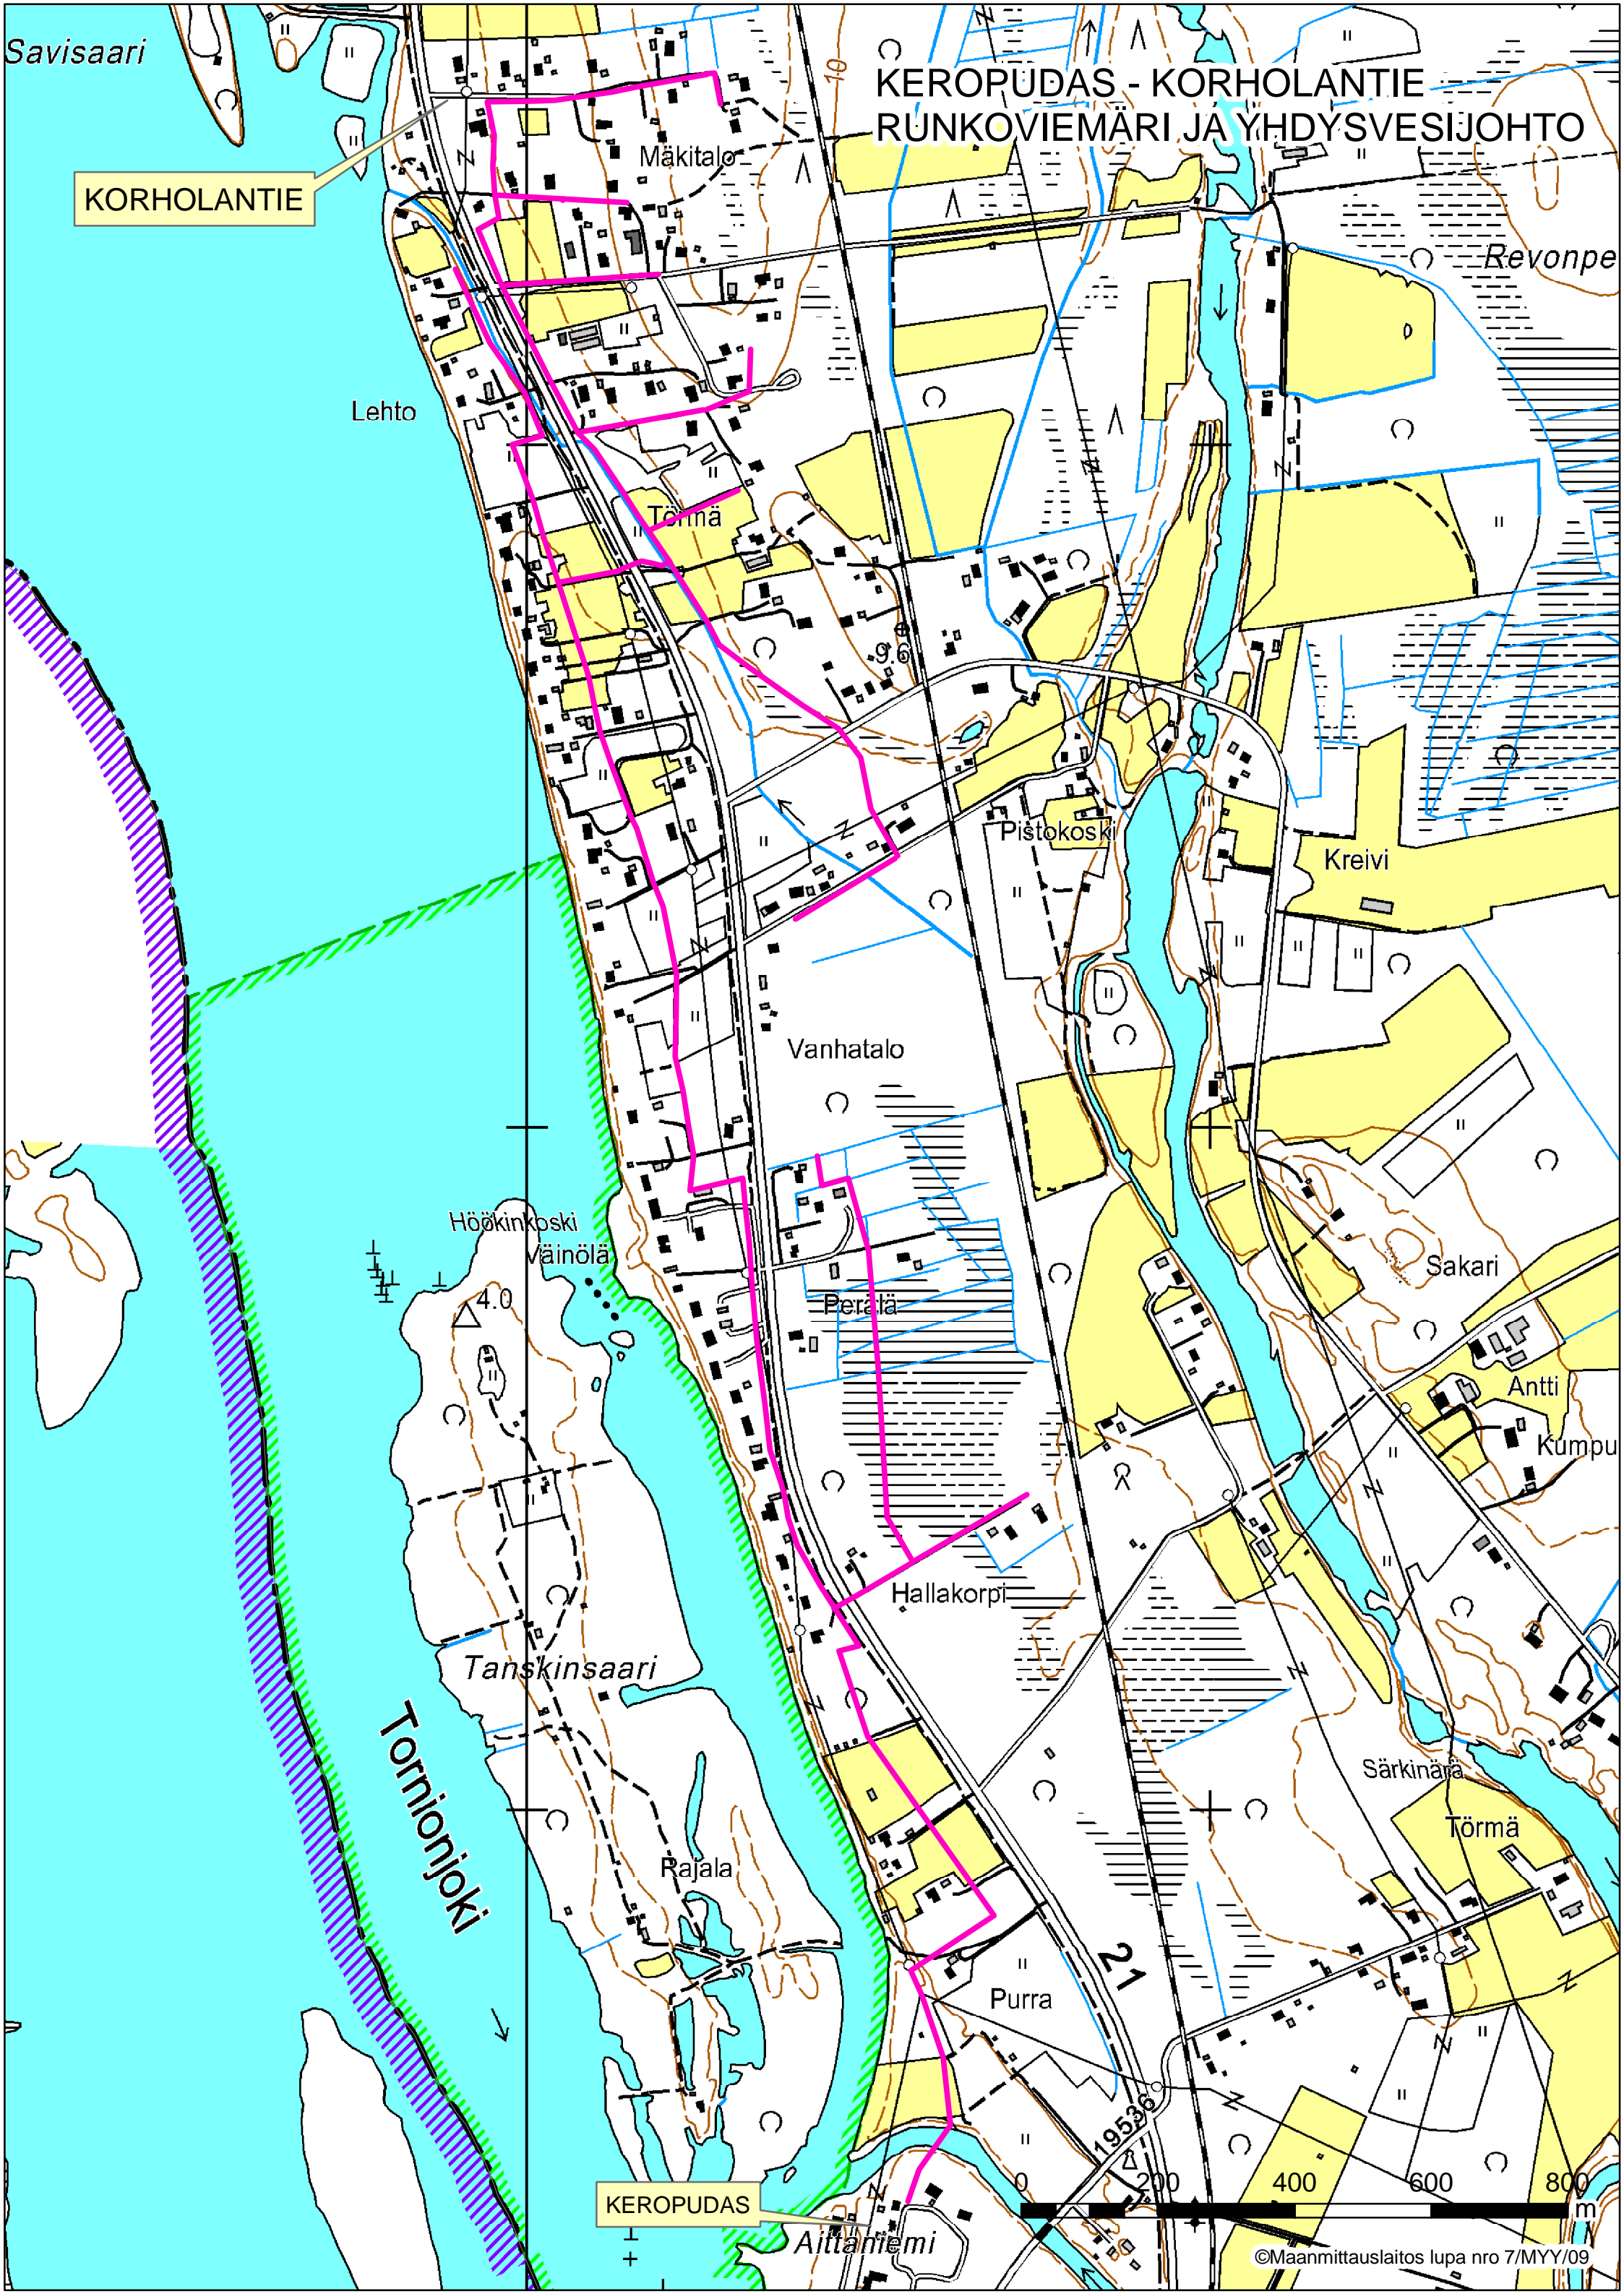 Savisaari
10
KEROPUDAS - KORHOLANTIE
RUNKOVIEMÄRI JA YHDYSVESIJOHTO
Mäkitalo
KORHOLANTIE
Revonpe
Lehto
Törmä
9.6
Pistokoski
Kreivi
Vanhatalo
Höökinkoski
Väinölä
4.0
Perälä
Sakari
Antti
Kumpu
Hallakorpi
Tanskinsaari
Tornionjoki
Särkinärä
Törmä
Rajala
21
Purra
19536
0 200 400 600 800
m
KEROPUDAS
Aittaniemi
©Maanmittauslaitos lupa nro 7/MYY/09